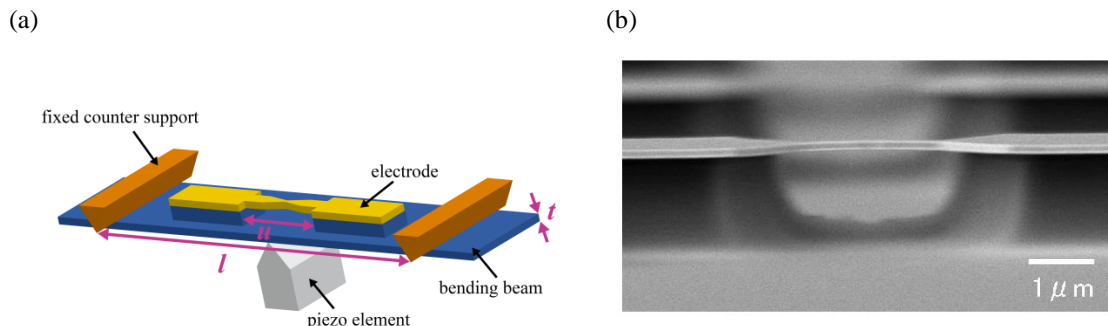 (a)
(b)
fixed counter support
electrode
u
t
l
bending beam
piezo element
1 μm